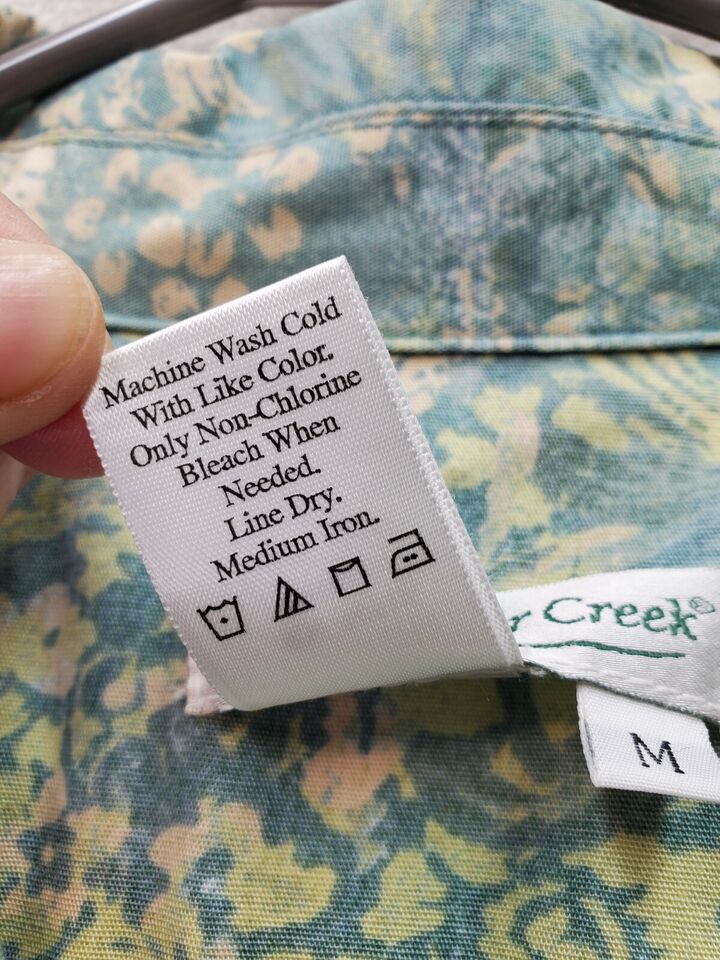 Machine Wash Cold
With Like Color.
Only Non-Chlorine
Bleach When
Needed.
Line Dry.
Medium Iron.
Creek®
M